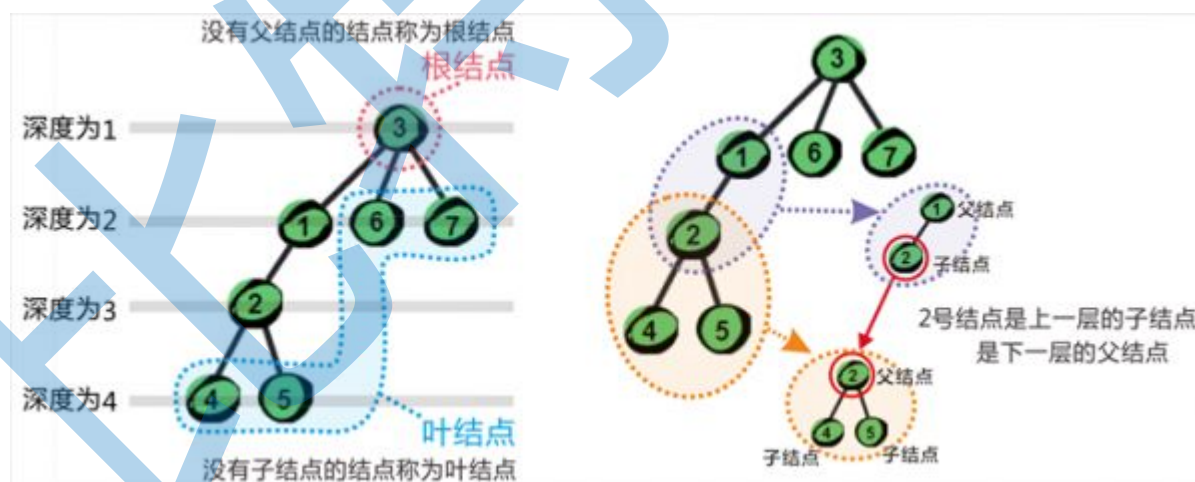 没有父结点的结点称为根结点
根结点
深度为1
3
深度为2
1
6
7
深度为3
2
深度为4
4
5
叶结点
没有子结点的结点称为叶结点
3
1
6
7
2
4
5
1
父结点
2
子结点
2号结点是上一层的子结点
是下一层的父结点
2
父结点
4
5
子结点
子结点